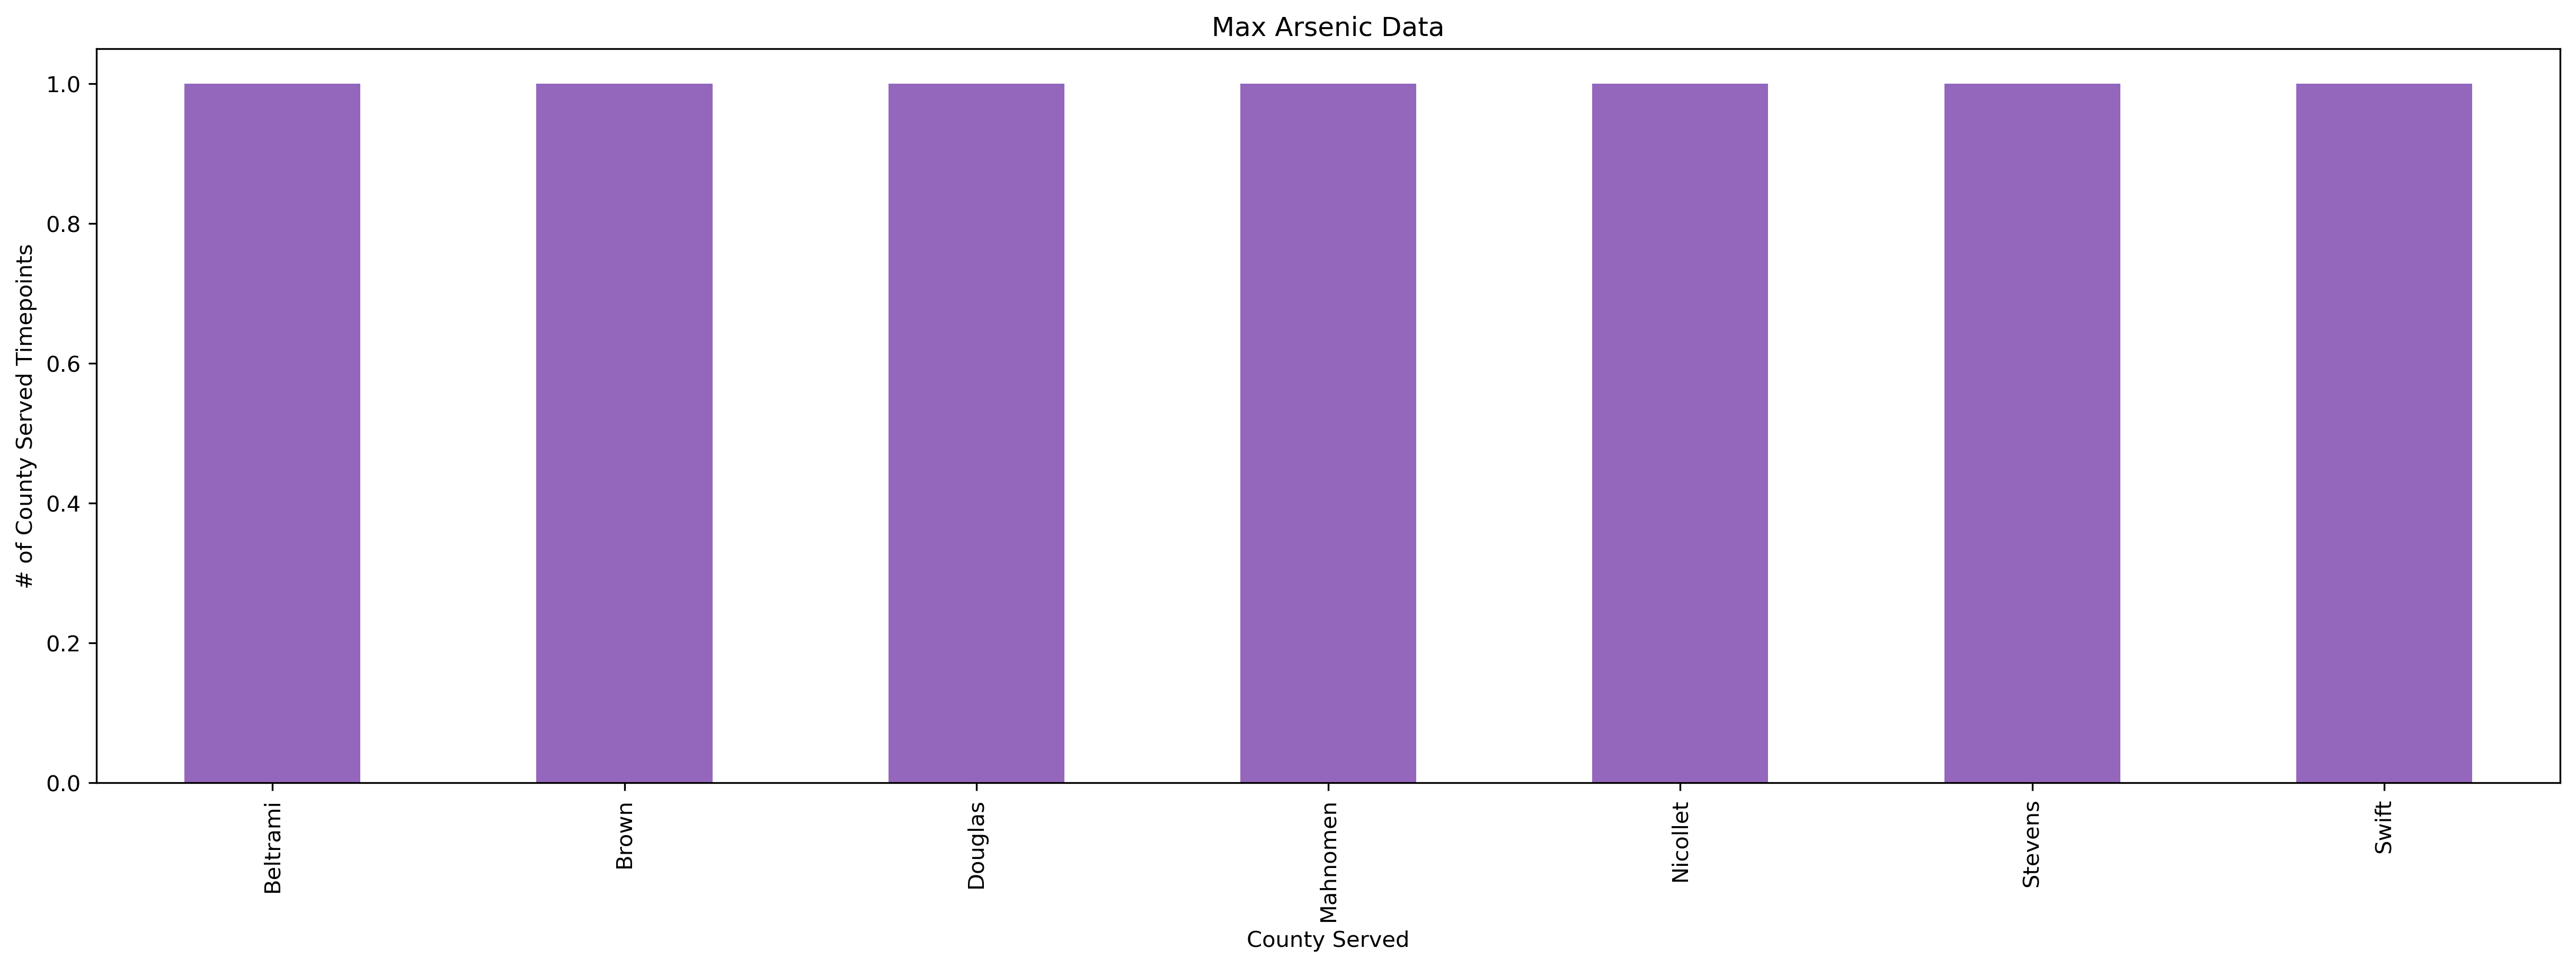 Max Arsenic Data
# of County Served Timepoints
1.0
0.8
0.6
0.4
0.2
0.0
Beltrami
Brown
Douglas
Mahnomen
Nicollet
Stevens
Swift
County Served